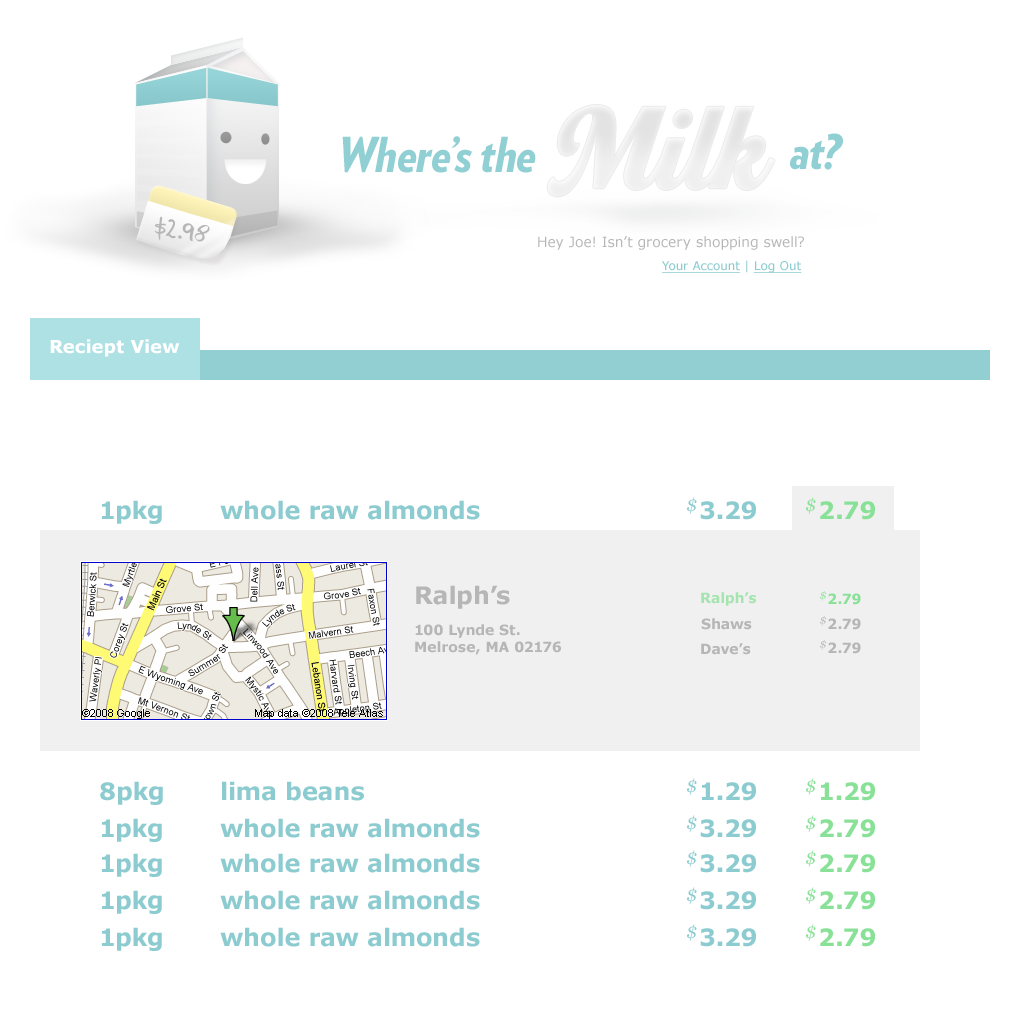 Where's the Milk at?
$2.98
Hey Joe! Isn't grocery shopping swell?
Your Account | Log Out
Reciept View
1pkg whole raw almonds $3.29 $2.79
Ralph's
100 Lynde St.
Melrose, MA 02176
Ralph's $2.79
Shaws $2.79
Dave's $2.79
Berwick St
Myrtle
Main St
Dell Ave
ass St
Laurel
Grove St
Grove St
Faxon St
Corey St
Lynde St
Lynde St
Malvern St
Linwood Ave
Summer St
Beech Av
Waverly Pl
E Wyoming Ave
Mystic A
Lebanon S
Harvard St
Irving St
Mt Vernon St
own St
pleton St
©2008 Google
Map data ©2008 Tele Atlas
8pkg lima beans $1.29 $1.29
1pkg whole raw almonds $3.29 $2.79
1pkg whole raw almonds $3.29 $2.79
1pkg whole raw almonds $3.29 $2.79
1pkg whole raw almonds $3.29 $2.79